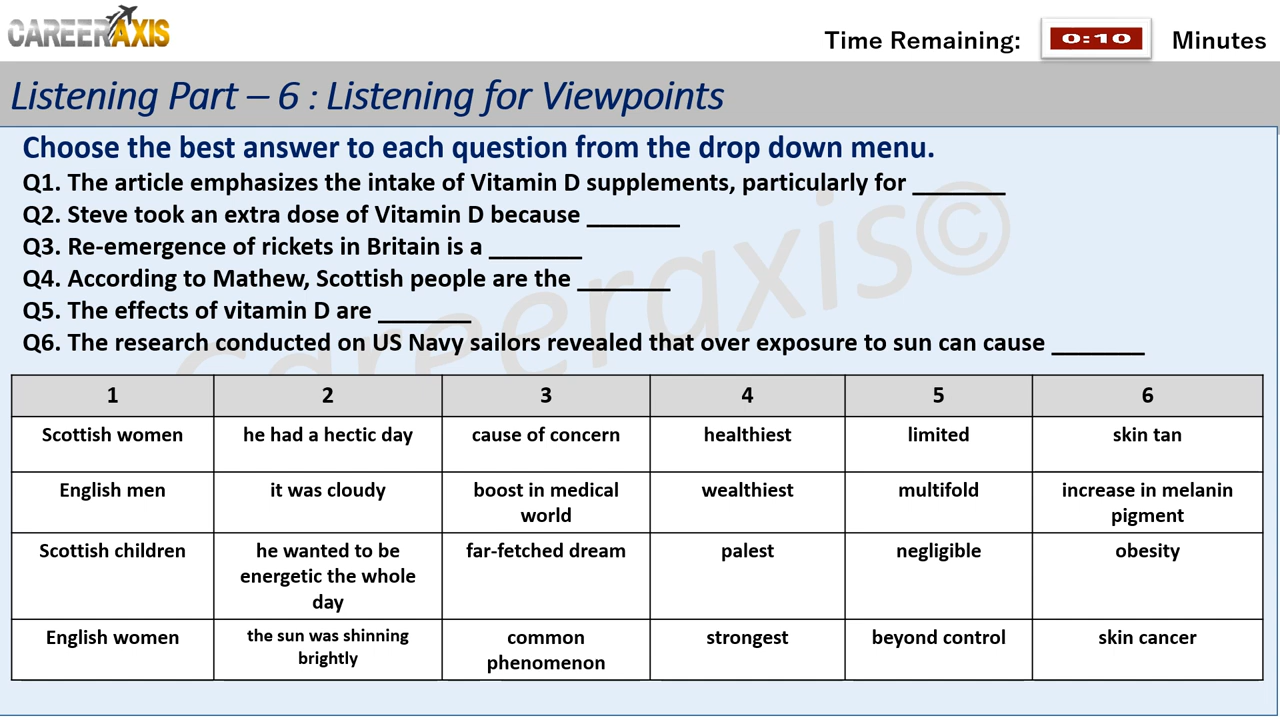 CAREERAXIS
Time Remaining: 0:10 Minutes
Listening Part – 6 : Listening for Viewpoints
Choose the best answer to each question from the drop down menu.
Q1. The article emphasizes the intake of Vitamin D supplements, particularly for _______
Q2. Steve took an extra dose of Vitamin D because _______
Q3. Re-emergence of rickets in Britain is a _______
Q4. According to Mathew, Scottish people are the _______
Q5. The effects of vitamin D are _______
Q6. The research conducted on US Navy sailors revealed that over exposure to sun can cause _______
Careeraxis©
1 2 3 4 5 6
Scottish women he had a hectic day cause of concern healthiest limited skin tan
English men it was cloudy boost in medical wealthiest multifold increase in melanin
world pigment
Scottish children he wanted to be far-fetched dream palest negligible obesity
energetic the whole
day
English women the sun was shinning common strongest beyond control skin cancer
brightly phenomenon